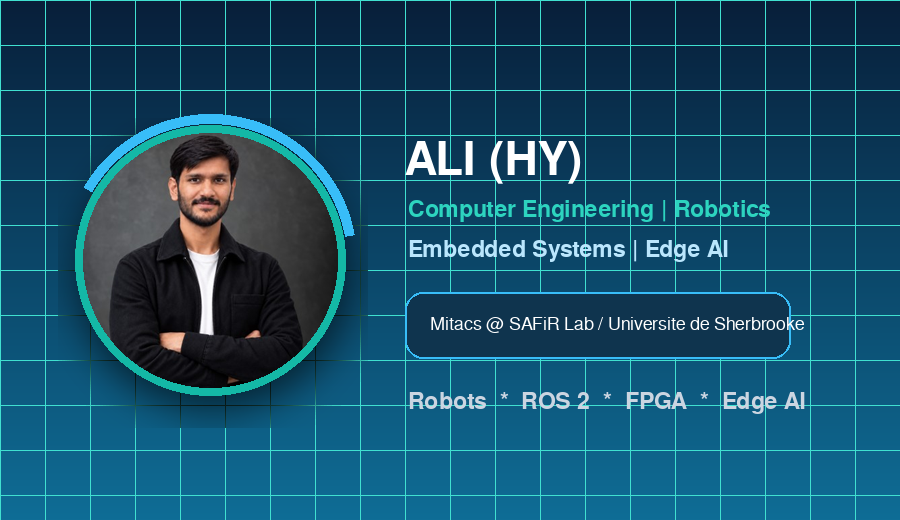 ALI (HY)
Computer Engineering | Robotics
Embedded Systems | Edge AI
Mitacs @ SAFiR Lab / Universite de Sherbrooke
Robots * ROS 2 * FPGA * Edge AI